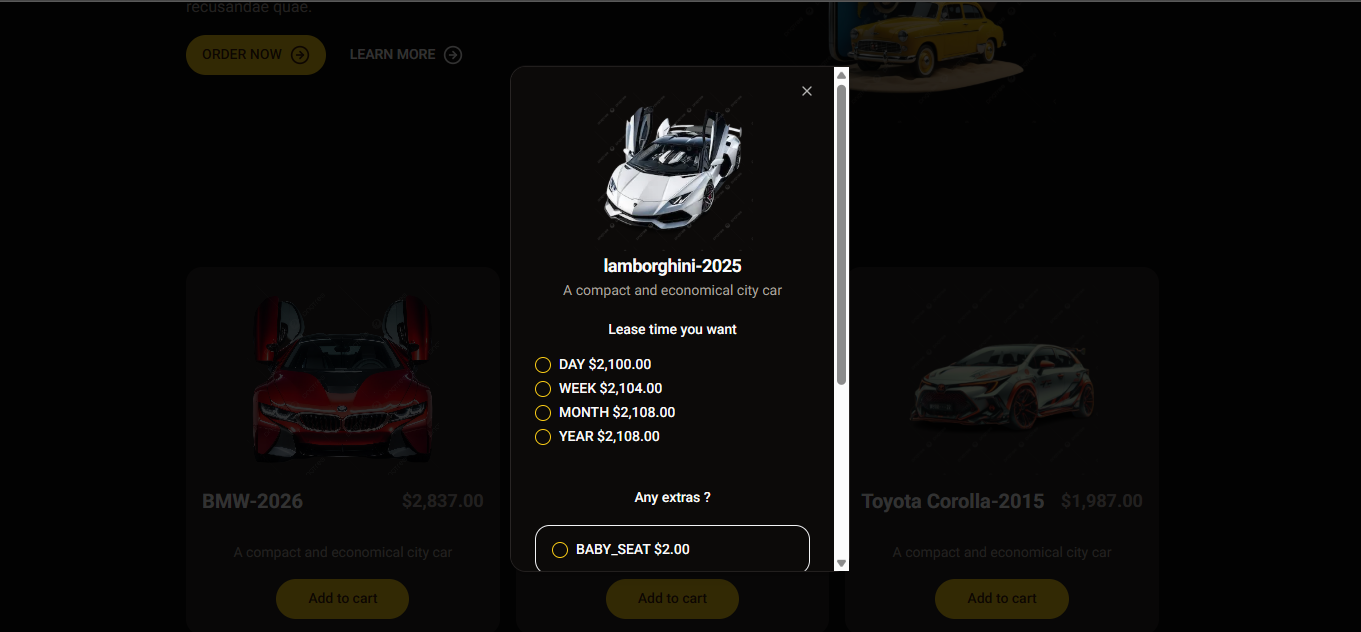 recusandae quae.
ORDER NOW
LEARN MORE
lamborghini-2025
A compact and economical city car
Lease time you want
DAY $2,100.00
WEEK $2,104.00
MONTH $2,108.00
YEAR $2,108.00
Any extras ?
BABY_SEAT $2.00
BMW-2026 $2,837.00
A compact and economical city car
Add to cart
Add to cart
Toyota Corolla-2015 $1,987.00
A compact and economical city car
Add to cart